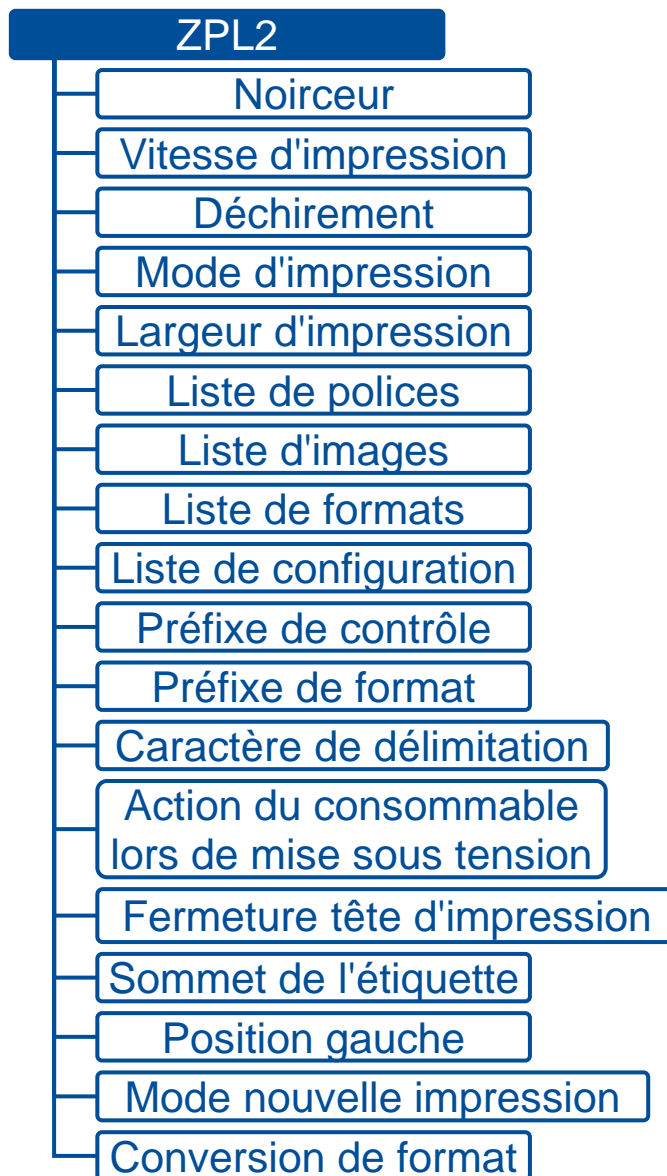 ZPL2
Noirceur
Vitesse d'impression
Déchirement
Mode d'impression
Largeur d'impression
Liste de polices
Liste d'images
Liste de formats
Liste de configuration
Préfixe de contrôle
Préfixe de format
Caractère de délimitation
Action du consommable
lors de mise sous tension
Fermeture tête d'impression
Sommet de l'étiquette
Position gauche
Mode nouvelle impression
Conversion de format